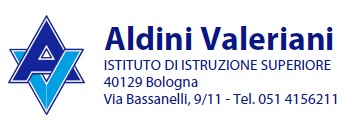 Aldini Valeriani
ISTITUTO DI ISTRUZIONE SUPERIORE
40129 Bologna
Via Bassanelli, 9/11 - Tel. 051 4156211